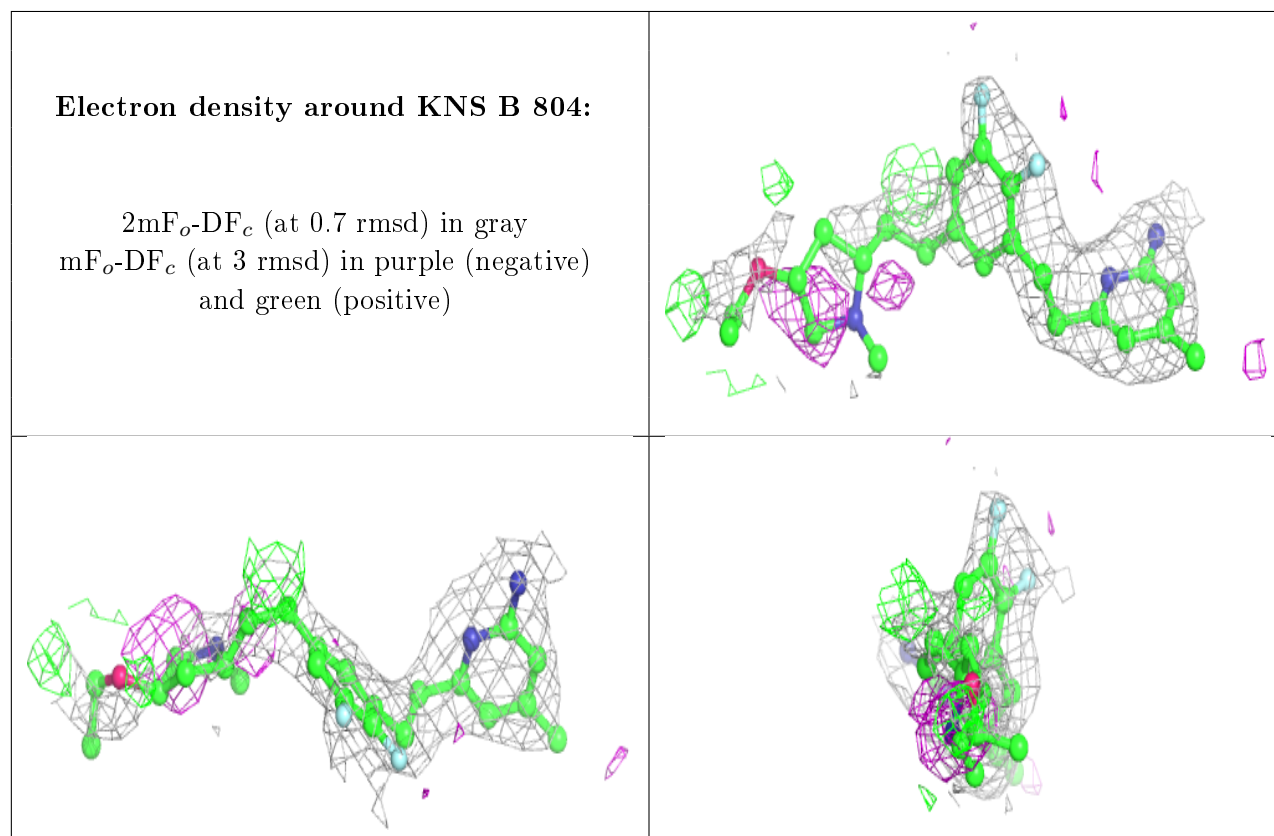 Electron density around KNS B 804:
2mFₒ-DF𝒸 (at 0.7 rmsd) in gray
mFₒ-DF𝒸 (at 3 rmsd) in purple (negative)
and green (positive)